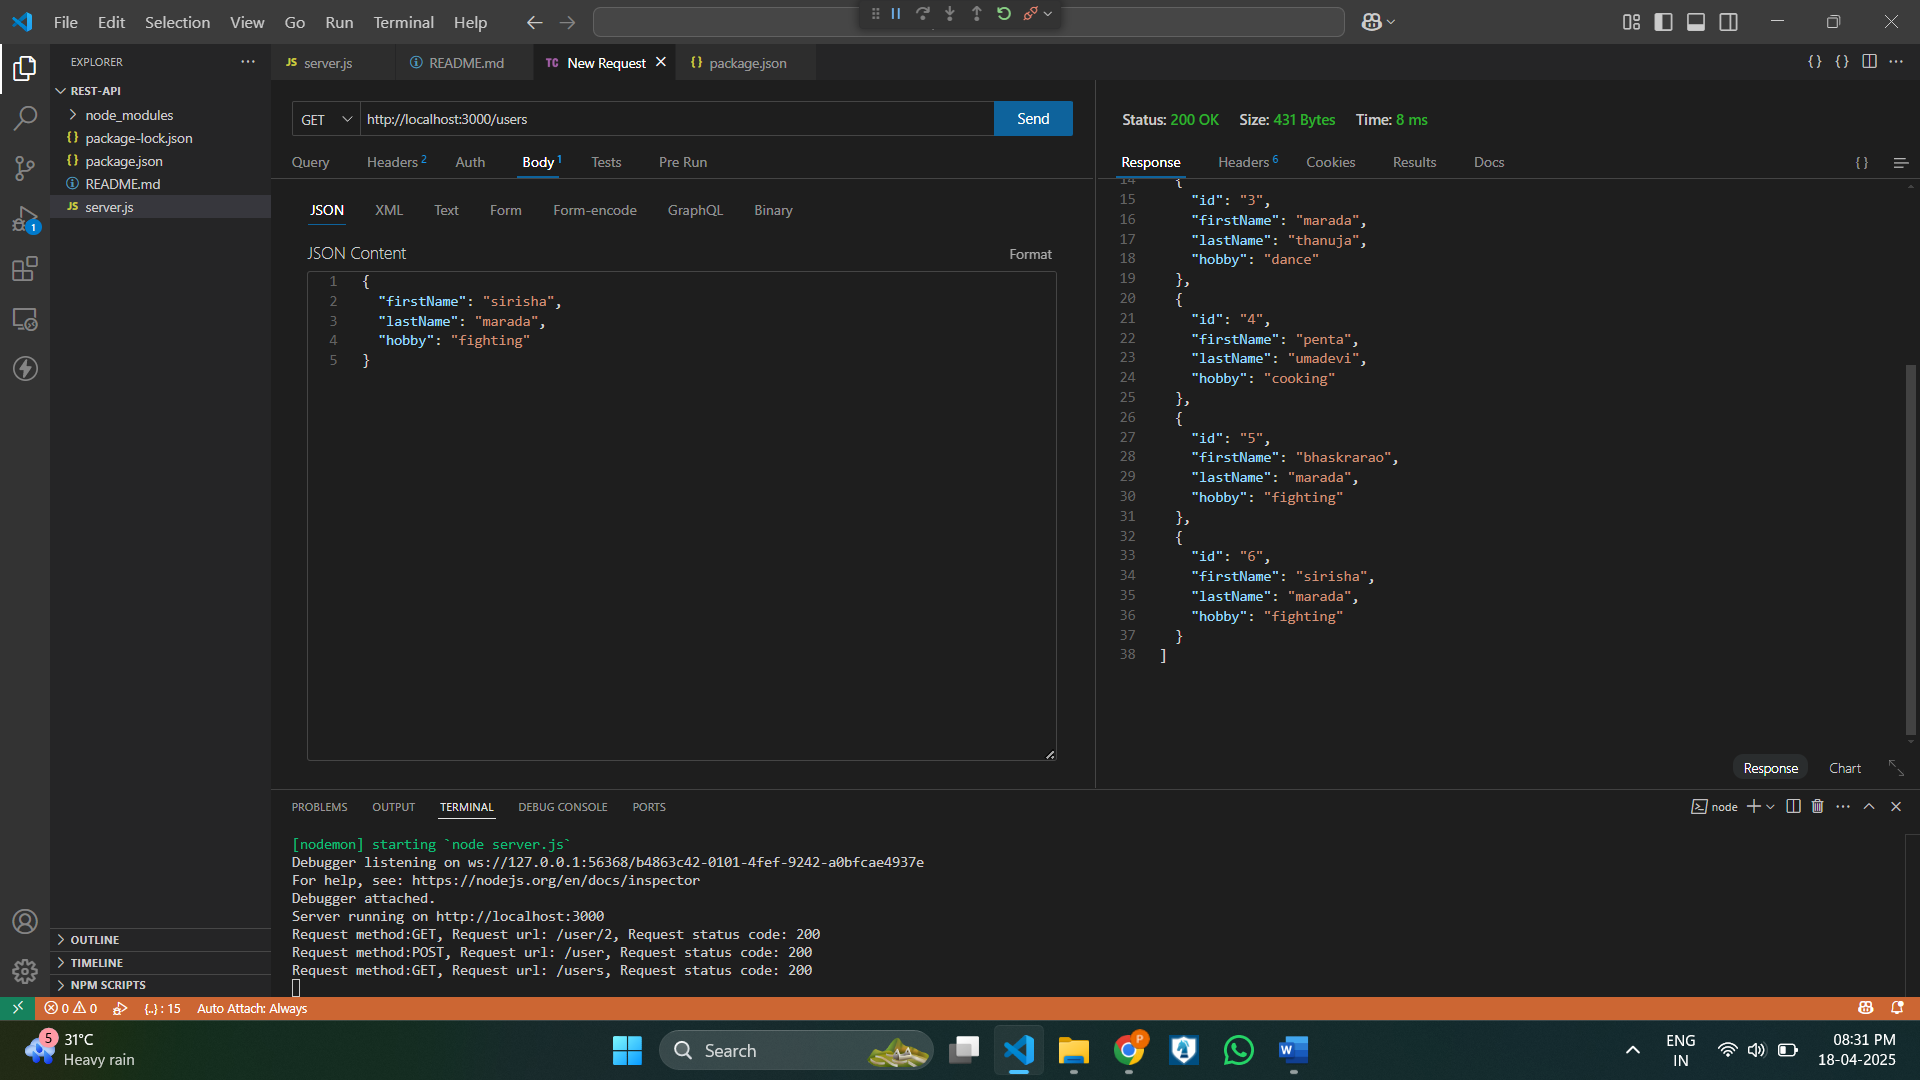 File Edit Selection View Go Run Terminal Help
EXPLORER
REST-API
node_modules
package-lock.json
package.json
README.md
server.js
1
OUTLINE
TIMELINE
NPM SCRIPTS
JS server.js
README.md
TC New Request
{} package.json
GET http://localhost:3000/users Send
Query Headers 2 Auth Body 1 Tests Pre Run
JSON XML Text Form Form-encode GraphQL Binary
JSON Content Format
1 {
2 "firstName": "sirisha",
3 "lastName": "marada",
4 "hobby": "fighting"
5 }
Status: 200 OK Size: 431 Bytes Time: 8 ms
Response Headers 6 Cookies Results Docs
14 {
15 "id": "3",
16 "firstName": "marada",
17 "lastName": "thanuja",
18 "hobby": "dance"
19 },
20 {
21 "id": "4",
22 "firstName": "penta",
23 "lastName": "umadevi",
24 "hobby": "cooking"
25 },
26 {
27 "id": "5",
28 "firstName": "bhaskrarao",
29 "lastName": "marada",
30 "hobby": "fighting"
31 },
32 {
33 "id": "6",
34 "firstName": "sirisha",
35 "lastName": "marada",
36 "hobby": "fighting"
37 }
38 ]
Response Chart
PROBLEMS OUTPUT TERMINAL DEBUG CONSOLE PORTS
node
[nodemon] starting `node server.js`
Debugger listening on ws://127.0.0.1:56368/b4863c42-0101-4fef-9242-a0bfcae4937e
For help, see: https://nodejs.org/en/docs/inspector
Debugger attached.
Server running on http://localhost:3000
Request method:GET, Request url: /user/2, Request status code: 200
Request method:POST, Request url: /user, Request status code: 200
Request method:GET, Request url: /users, Request status code: 200
0 0 {..} : 15 Auto Attach: Always
5
31°C
Heavy rain
Search
P
W
ENG
IN
08:31 PM
18-04-2025